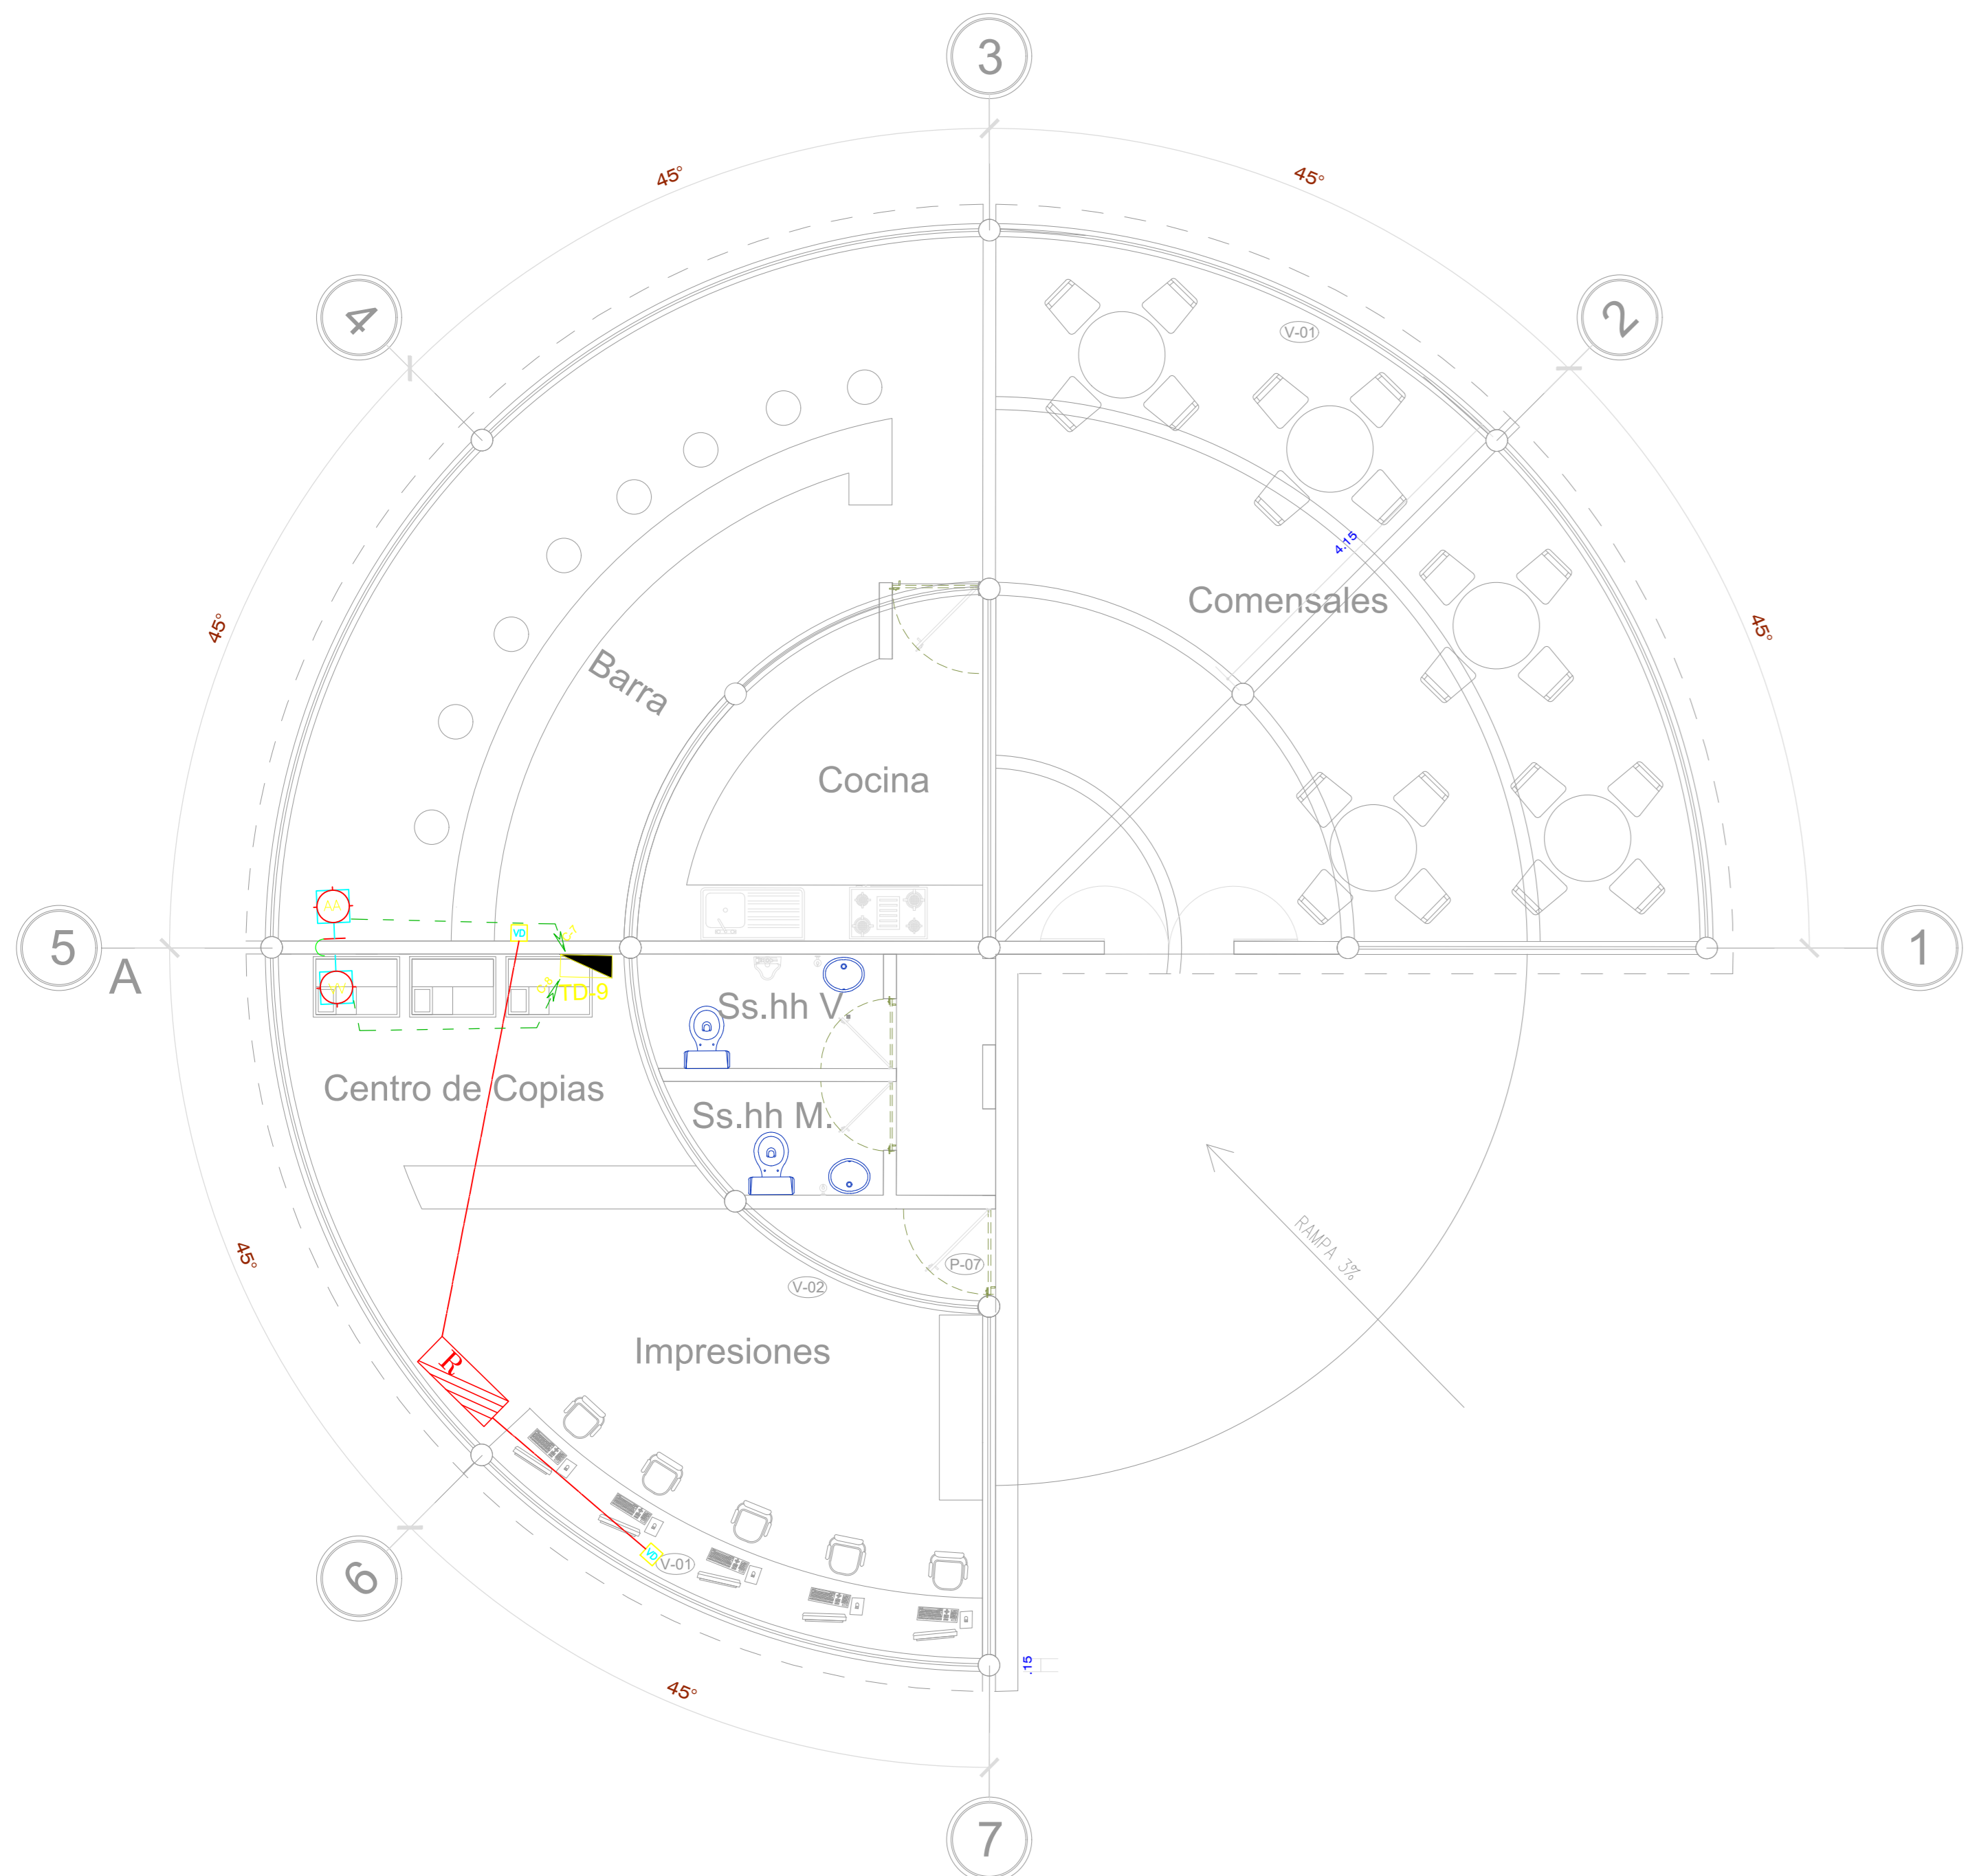 3
45°
45°
4
2
V-01
4.15
Comensales
45°
45°
Barra
Cocina
AA
5
A
VD
1
TD-9
Ss.hh V.
Centro de Copias
Ss.hh M.
RAMPA 3%
45°
P-07
V-02
Impresiones
R
VD
V-01
6
.15
45°
7